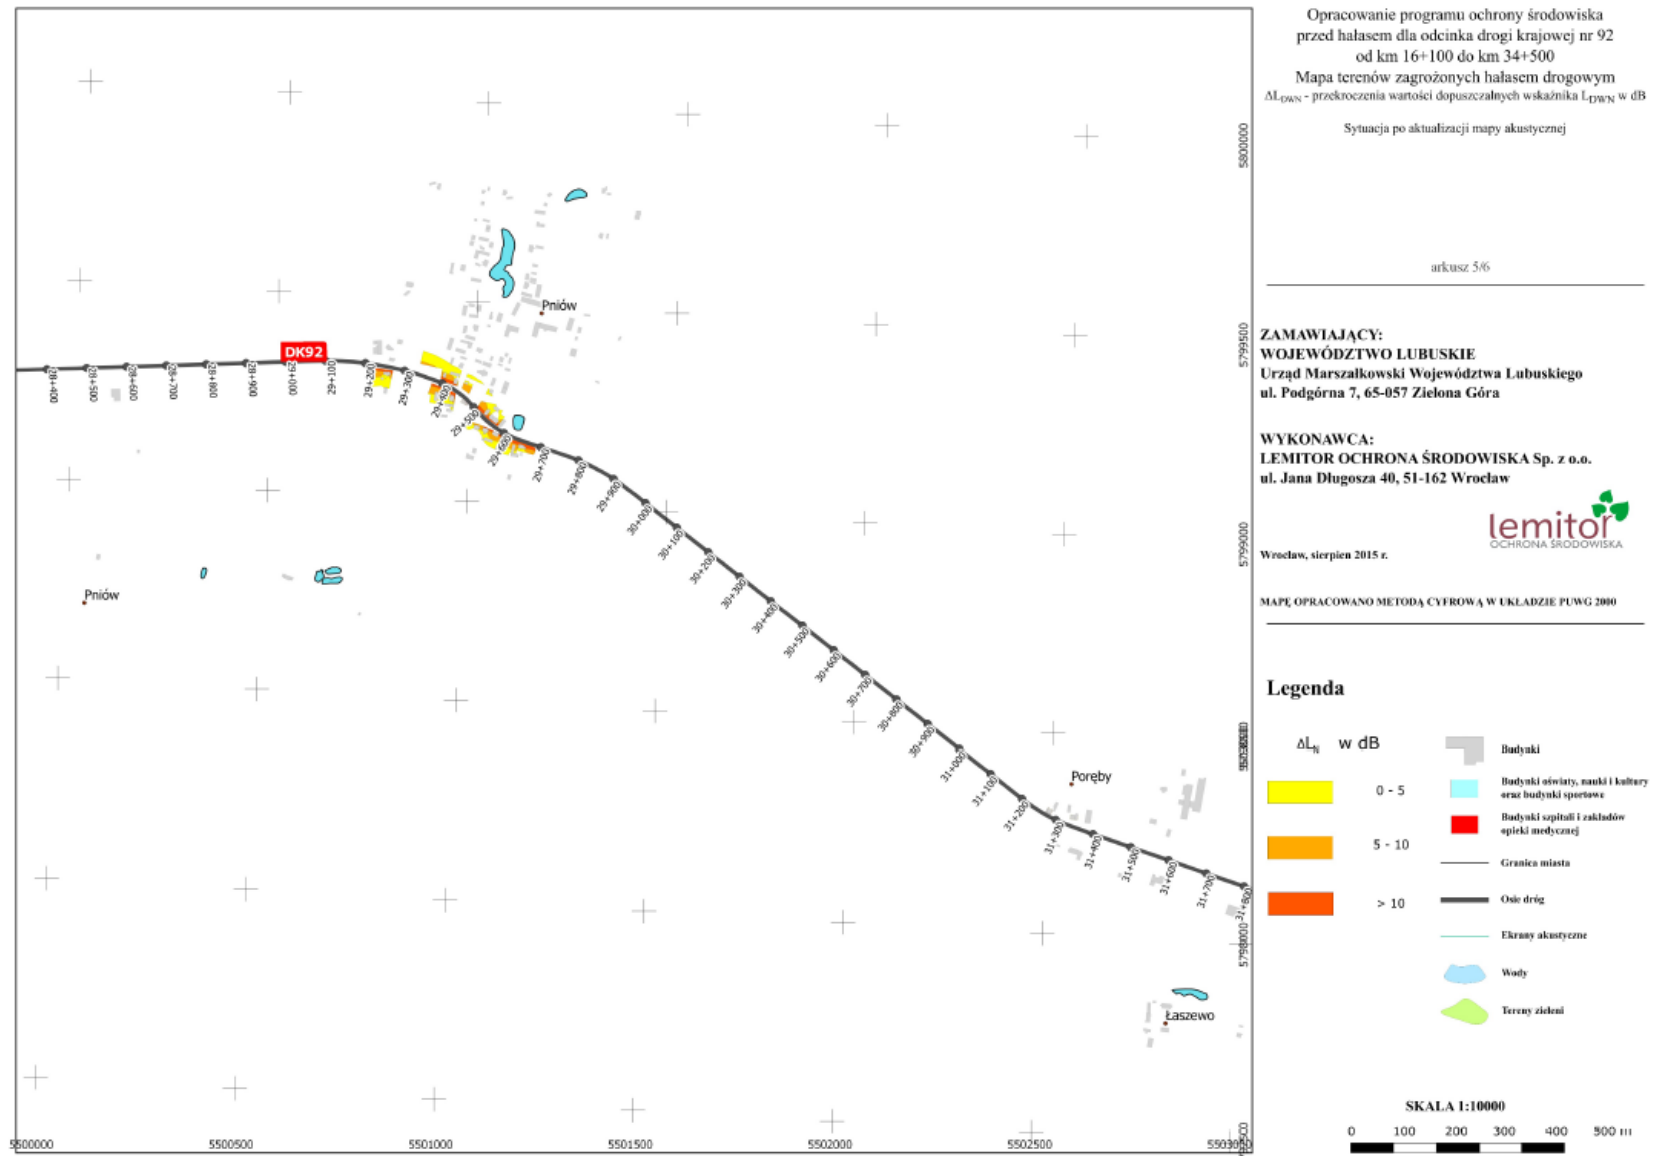 Opracowanie programu ochrony środowiska
przed hałasem dla odcinka drogi krajowej nr 92
od km 16+100 do km 34+500
Mapa terenów zagrożonych hałasem drogowym
ΔL_DWN - przekroczenia wartości dopuszczalnych wskaźnika L_DWN w dB
Sytuacja po aktualizacji mapy akustycznej
arkusz 5/6
ZAMAWIAJĄCY:
WOJEWÓDZTWO LUBUSKIE
Urząd Marszałkowski Województwa Lubuskiego
ul. Podgórna 7, 65-057 Zielona Góra
WYKONAWCA:
LEMITOR OCHRONA ŚRODOWISKA Sp. z o.o.
ul. Jana Długosza 40, 51-162 Wrocław
lemitor
OCHRONA ŚRODOWISKA
Wrocław, sierpień 2015 r.
MAPĘ OPRACOWANO METODĄ CYFROWĄ W UKŁADZIE PUWG 2000
Legenda
ΔL_N w dB
0 - 5
5 - 10
> 10
Budynki
Budynki oświaty, nauki i kultury
oraz budynki sportowe
Budynki szpitali i zakładów
opieki medycznej
Granica miasta
Osie dróg
Ekrany akustyczne
Wody
Tereny zieleni
SKALA 1:10000
0 100 200 300 400 500 m
Pniów
DK92
28+400
28+500
28+600
28+700
28+800
28+900
29+000
29+100
29+200
29+300
29+400
29+500
29+600
29+700
29+800
29+900
30+000
30+100
30+200
30+300
30+400
30+500
30+600
30+700
30+800
30+900
31+000
31+100
31+200
31+300
31+400
31+500
31+600
31+700
31+800
Pniów
Poręby
Łaszewo
5800000
5799500
5799000
5798000
5500000
5500500
5501000
5501500
5502000
5502500